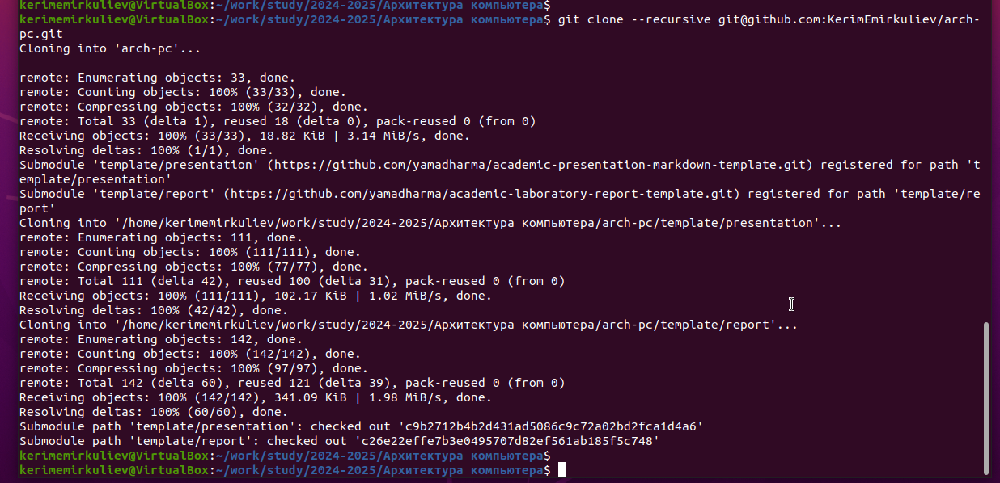 kerimemirkuliev@VirtualBox:~/work/study/2024-2025/Архитектура компьютера$
kerimemirkuliev@VirtualBox:~/work/study/2024-2025/Архитектура компьютера$ git clone --recursive git@github.com:KerimEmirkuliev/arch-
pc.git
Cloning into 'arch-pc'...
remote: Enumerating objects: 33, done.
remote: Counting objects: 100% (33/33), done.
remote: Compressing objects: 100% (32/32), done.
remote: Total 33 (delta 1), reused 18 (delta 0), pack-reused 0 (from 0)
Receiving objects: 100% (33/33), 18.82 KiB | 3.14 MiB/s, done.
Resolving deltas: 100% (1/1), done.
Submodule 'template/presentation' (https://github.com/yamadharma/academic-presentation-markdown-template.git) registered for path 't
emplate/presentation'
Submodule 'template/report' (https://github.com/yamadharma/academic-laboratory-report-template.git) registered for path 'template/re
port'
Cloning into '/home/kerimemirkuliev/work/study/2024-2025/Архитектура компьютера/arch-pc/template/presentation'...
remote: Enumerating objects: 111, done.
remote: Counting objects: 100% (111/111), done.
remote: Compressing objects: 100% (77/77), done.
remote: Total 111 (delta 42), reused 100 (delta 31), pack-reused 0 (from 0)
Receiving objects: 100% (111/111), 102.17 KiB | 1.02 MiB/s, done.
Resolving deltas: 100% (42/42), done.
Cloning into '/home/kerimemirkuliev/work/study/2024-2025/Архитектура компьютера/arch-pc/template/report'...
remote: Enumerating objects: 142, done.
remote: Counting objects: 100% (142/142), done.
remote: Compressing objects: 100% (97/97), done.
remote: Total 142 (delta 60), reused 121 (delta 39), pack-reused 0 (from 0)
Receiving objects: 100% (142/142), 341.09 KiB | 1.98 MiB/s, done.
Resolving deltas: 100% (60/60), done.
Submodule path 'template/presentation': checked out 'c9b2712b4b2d431ad5086c9c72a02bd2fca1d4a6'
Submodule path 'template/report': checked out 'c26e22effe7b3e0495707d82ef561ab185f5c748'
kerimemirkuliev@VirtualBox:~/work/study/2024-2025/Архитектура компьютера$
kerimemirkuliev@VirtualBox:~/work/study/2024-2025/Архитектура компьютера$